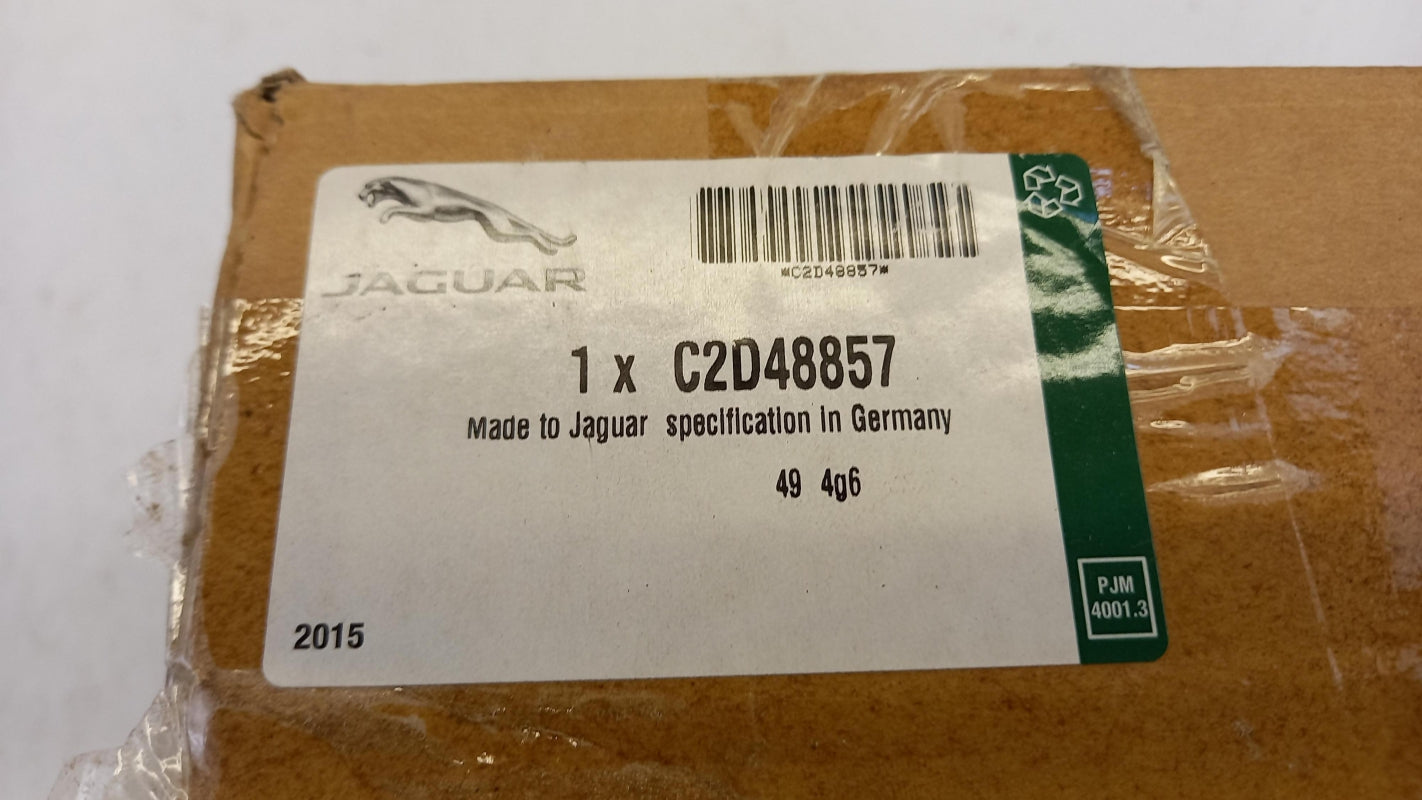 JAGUAR
*C2D48857*
1 x C2D48857
Made to Jaguar specification in Germany
49 4g6
2015
PJM
4001.3